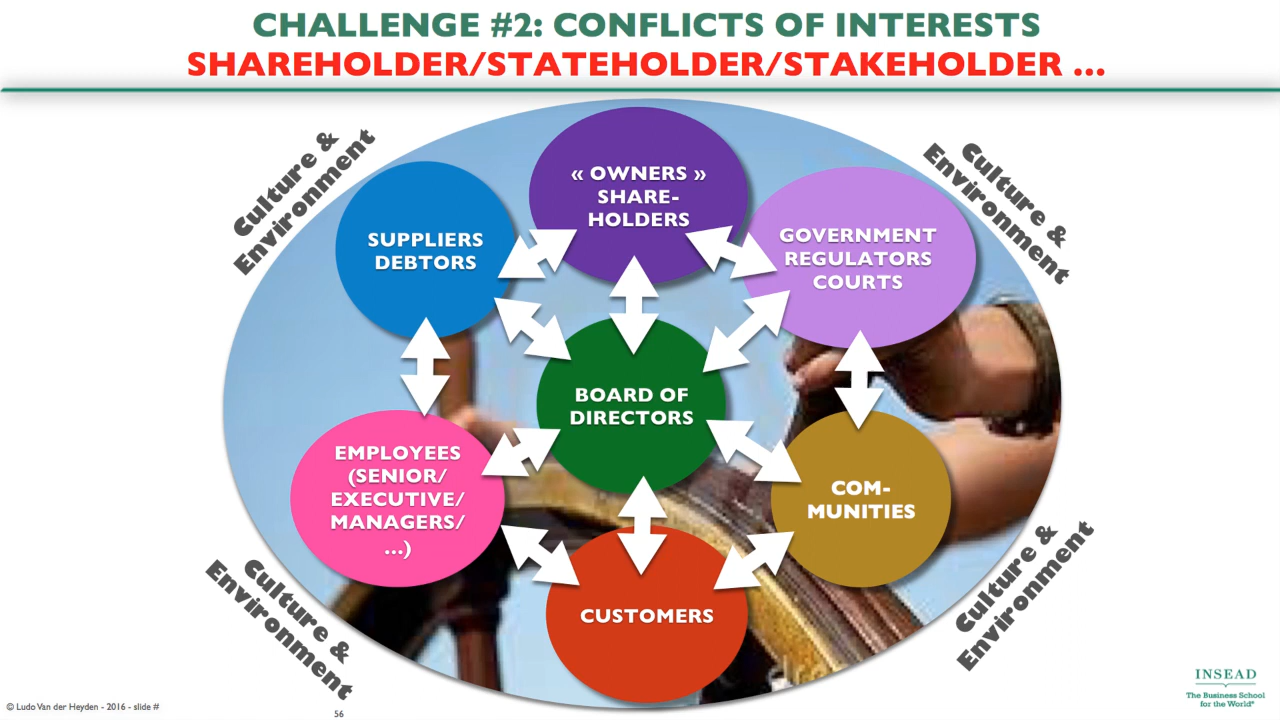 CHALLENGE #2: CONFLICTS OF INTERESTS
SHAREHOLDER/STATEHOLDER/STAKEHOLDER ...
Culture &
Environment
Culture &
Environment
« OWNERS »
SHARE-
HOLDERS
SUPPLIERS
DEBTORS
GOVERNMENT
REGULATORS
COURTS
BOARD OF
DIRECTORS
EMPLOYEES
(SENIOR/
EXECUTIVE/
MANAGERS/
...)
COM-
MUNITIES
CUSTOMERS
Culture &
Environment
Culture &
Environment
INSEAD
The Business School
for the World®
© Ludo Van der Heyden - 2016 - slide #
56